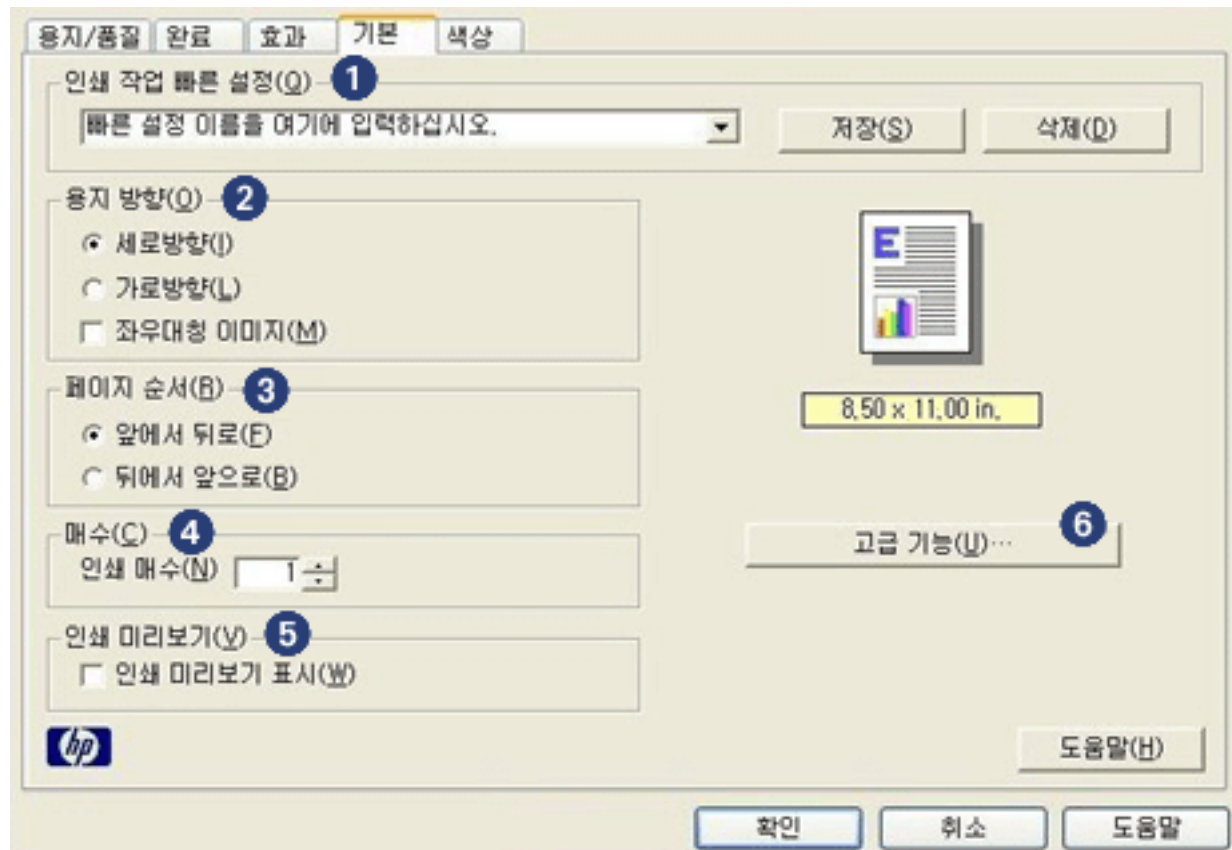 용지/품질 완료 효과 기본 색상
인쇄 작업 빠른 설정(Q) 1
빠른 설정 이름을 여기에 입력하십시오. 저장(S) 삭제(D)
용지 방향(O) 2
세로방향(I)
가로방향(L)
좌우대칭 이미지(M)
E
페이지 순서(R) 3
8.50 x 11.00 in.
앞에서 뒤로(F)
뒤에서 앞으로(B)
매수(C) 4
고급 기능(U)... 6
인쇄 매수(N) 1
인쇄 미리보기(V) 5
인쇄 미리보기 표시(W)
hp
도움말(H)
확인 취소 도움말